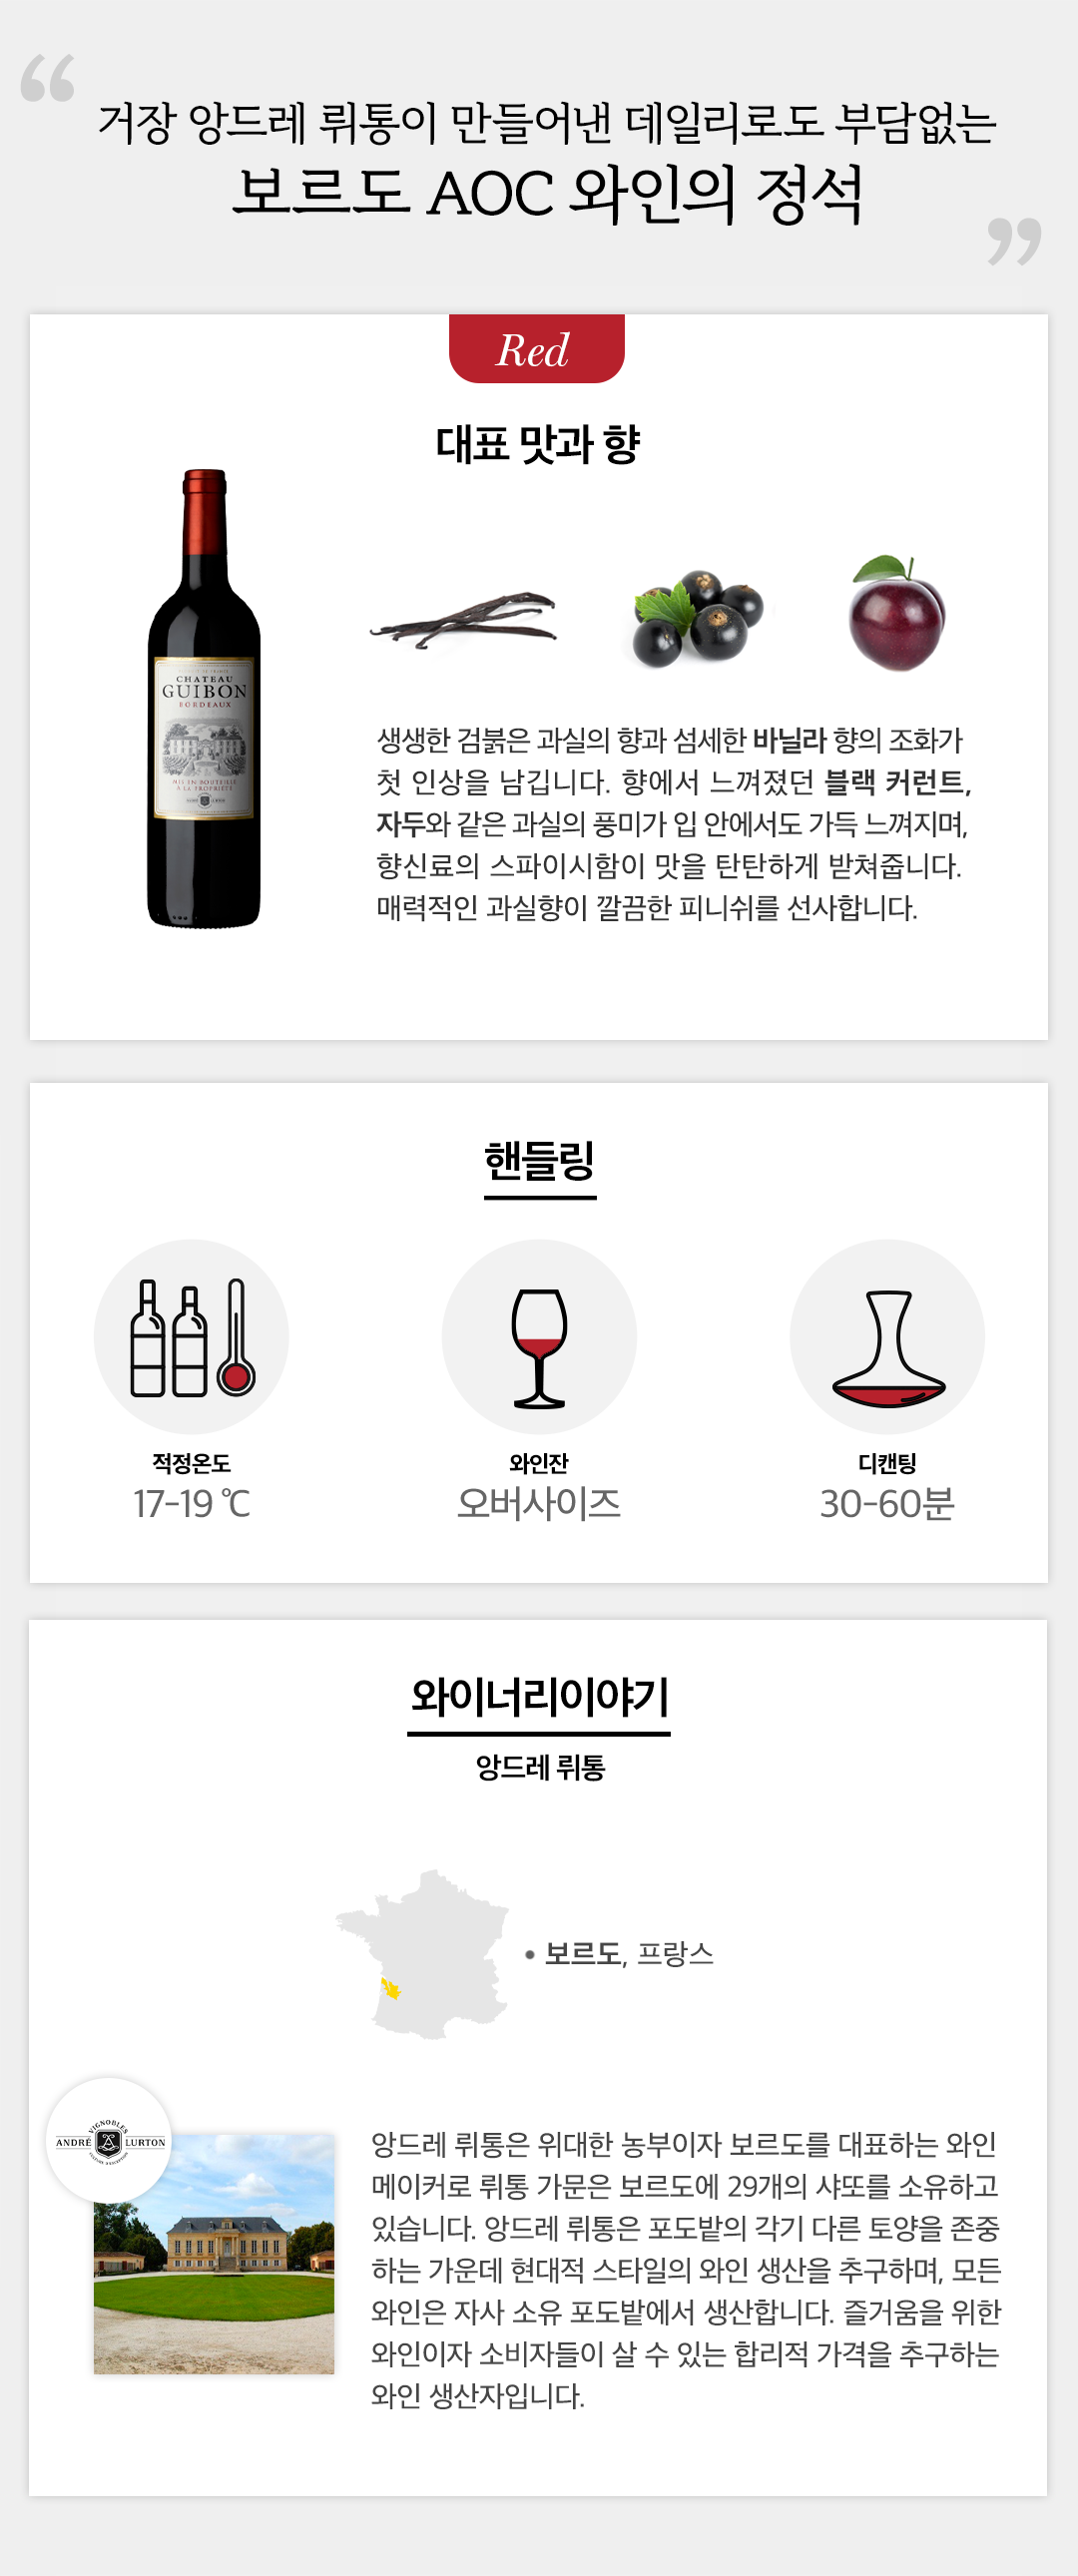 “
거장 앙드레 뤼통이 만들어낸 데일리로도 부담없는
보르도 AOC 와인의 정석
”
Red
대표 맛과 향
CHATEAU
GUIBON
BORDEAUX
MIS EN BOUTEILLE
A LA PROPRIETE
ANDRÉ LURTON
생생한 검붉은 과실의 향과 섬세한 바닐라 향의 조화가
첫 인상을 남깁니다. 향에서 느껴졌던 블랙 커런트,
자두와 같은 과실의 풍미가 입 안에서도 가득 느껴지며,
향신료의 스파이시함이 맛을 탄탄하게 받쳐줍니다.
매력적인 과실향이 깔끔한 피니쉬를 선사합니다.
핸들링
적정온도
17-19 ℃
와인잔
오버사이즈
디캔팅
30-60분
와이너리이야기
앙드레 뤼통
• 보르도, 프랑스
VIGNOBLES
ANDRÉ LURTON
앙드레 뤼통은 위대한 농부이자 보르도를 대표하는 와인
메이커로 뤼통 가문은 보르도에 29개의 샤또를 소유하고
있습니다. 앙드레 뤼통은 포도밭의 각기 다른 토양을 존중
하는 가운데 현대적 스타일의 와인 생산을 추구하며, 모든
와인은 자사 소유 포도밭에서 생산합니다. 즐거움을 위한
와인이자 소비자들이 살 수 있는 합리적 가격을 추구하는
와인 생산자입니다.